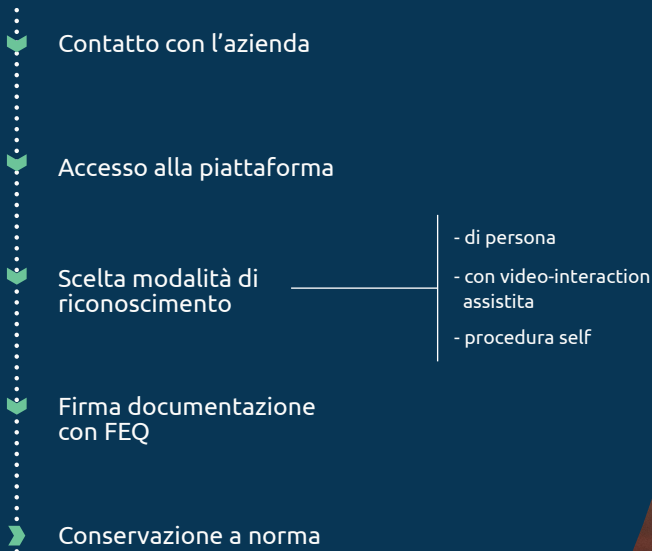 Contatto con l'azienda
Accesso alla piattaforma
Scelta modalità di
riconoscimento
- di persona
- con video-interaction
assistita
- procedura self
Firma documentazione
con FEQ
Conservazione a norma